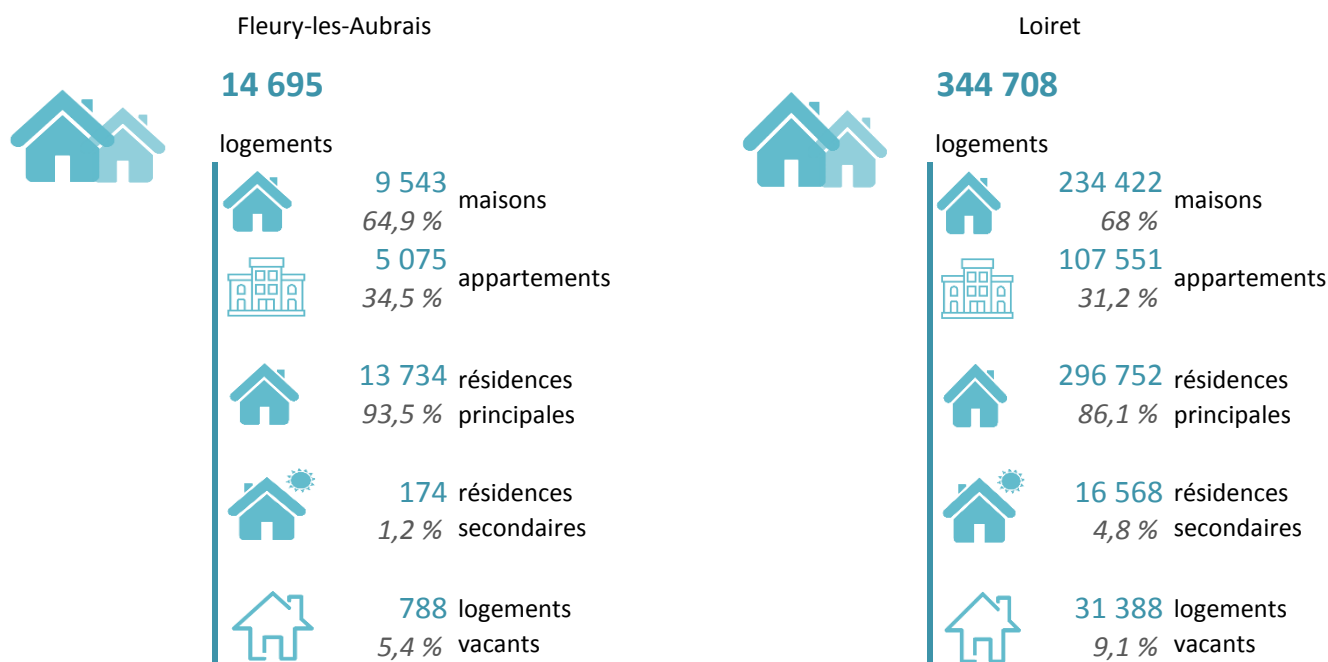 Fleury-les-Aubrais
14 695
logements
9 543
64,9 %
maisons
5 075
34,5 %
appartements
13 734
93,5 %
résidences
principales
174
1,2 %
résidences
secondaires
788
5,4 %
logements
vacants
Loiret
344 708
logements
234 422
68 %
maisons
107 551
31,2 %
appartements
296 752
86,1 %
résidences
principales
16 568
4,8 %
résidences
secondaires
31 388
9,1 %
logements
vacants